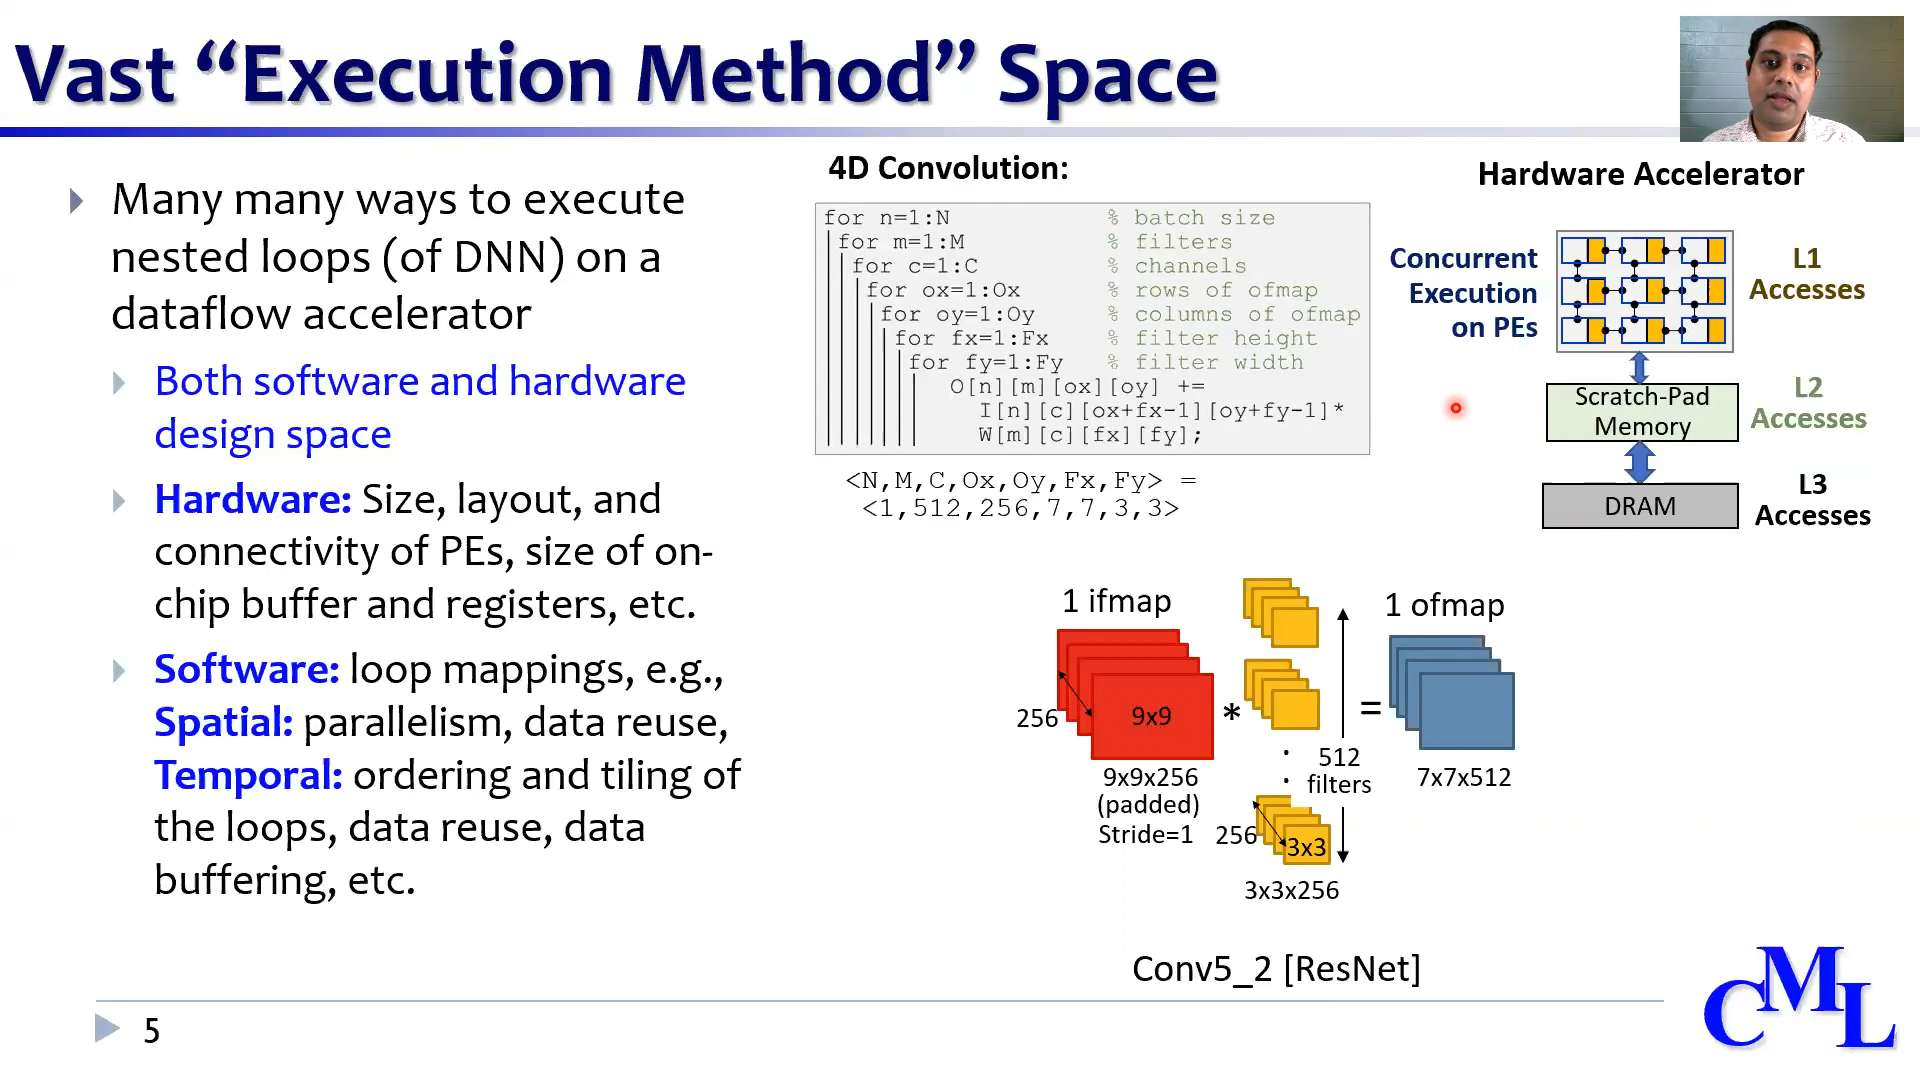 Vast “Execution Method” Space
Many many ways to execute
nested loops (of DNN) on a
dataflow accelerator
Both software and hardware
design space
Hardware: Size, layout, and
connectivity of PEs, size of on-
chip buffer and registers, etc.
Software: loop mappings, e.g.,
Spatial: parallelism, data reuse,
Temporal: ordering and tiling of
the loops, data reuse, data
buffering, etc.
4D Convolution:
for n=1:N % batch size
for m=1:M % filters
for c=1:C % channels
for ox=1:Ox % rows of ofmap
for oy=1:Oy % columns of ofmap
for fx=1:Fx % filter height
for fy=1:Fy % filter width
O[n][m][ox][oy] +=
I[n][c][ox+fx-1][oy+fy-1]*
W[m][c][fx][fy];
<N,M,C,Ox,Oy,Fx,Fy> =
<1,512,256,7,7,3,3>
Hardware Accelerator
Concurrent
Execution
on PEs
L1
Accesses
Scratch-Pad
Memory
L2
Accesses
DRAM
L3
Accesses
1 ifmap
256
9x9
9x9x256
(padded)
Stride=1
*
512
filters
256
3x3
3x3x256
=
1 ofmap
7x7x512
Conv5_2 [ResNet]
5
CML